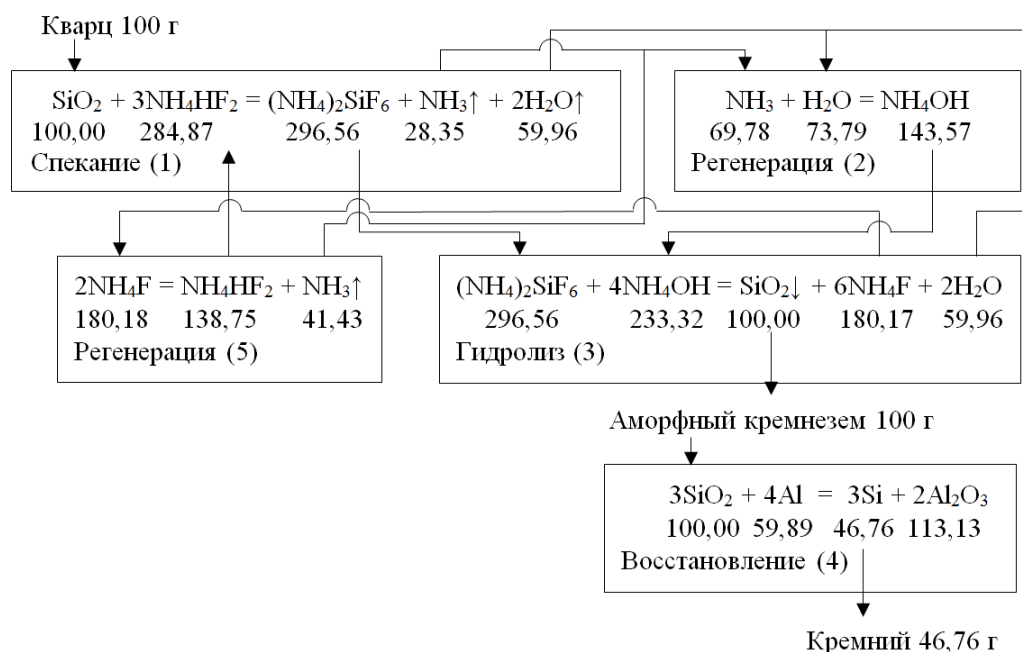 Кварц 100 г
SiO₂ + 3NH₄HF₂ = (NH₄)₂SiF₆ + NH₃↑ + 2H₂O↑
100,00 284,87 296,56 28,35 59,96
Спекание (1)
NH₃ + H₂O = NH₄OH
69,78 73,79 143,57
Регенерация (2)
2NH₄F = NH₄HF₂ + NH₃↑
180,18 138,75 41,43
Регенерация (5)
(NH₄)₂SiF₆ + 4NH₄OH = SiO₂↓ + 6NH₄F + 2H₂O
296,56 233,32 100,00 180,17 59,96
Гидролиз (3)
Аморфный кремнезем 100 г
3SiO₂ + 4Al = 3Si + 2Al₂O₃
100,00 59,89 46,76 113,13
Восстановление (4)
Кремний 46,76 г